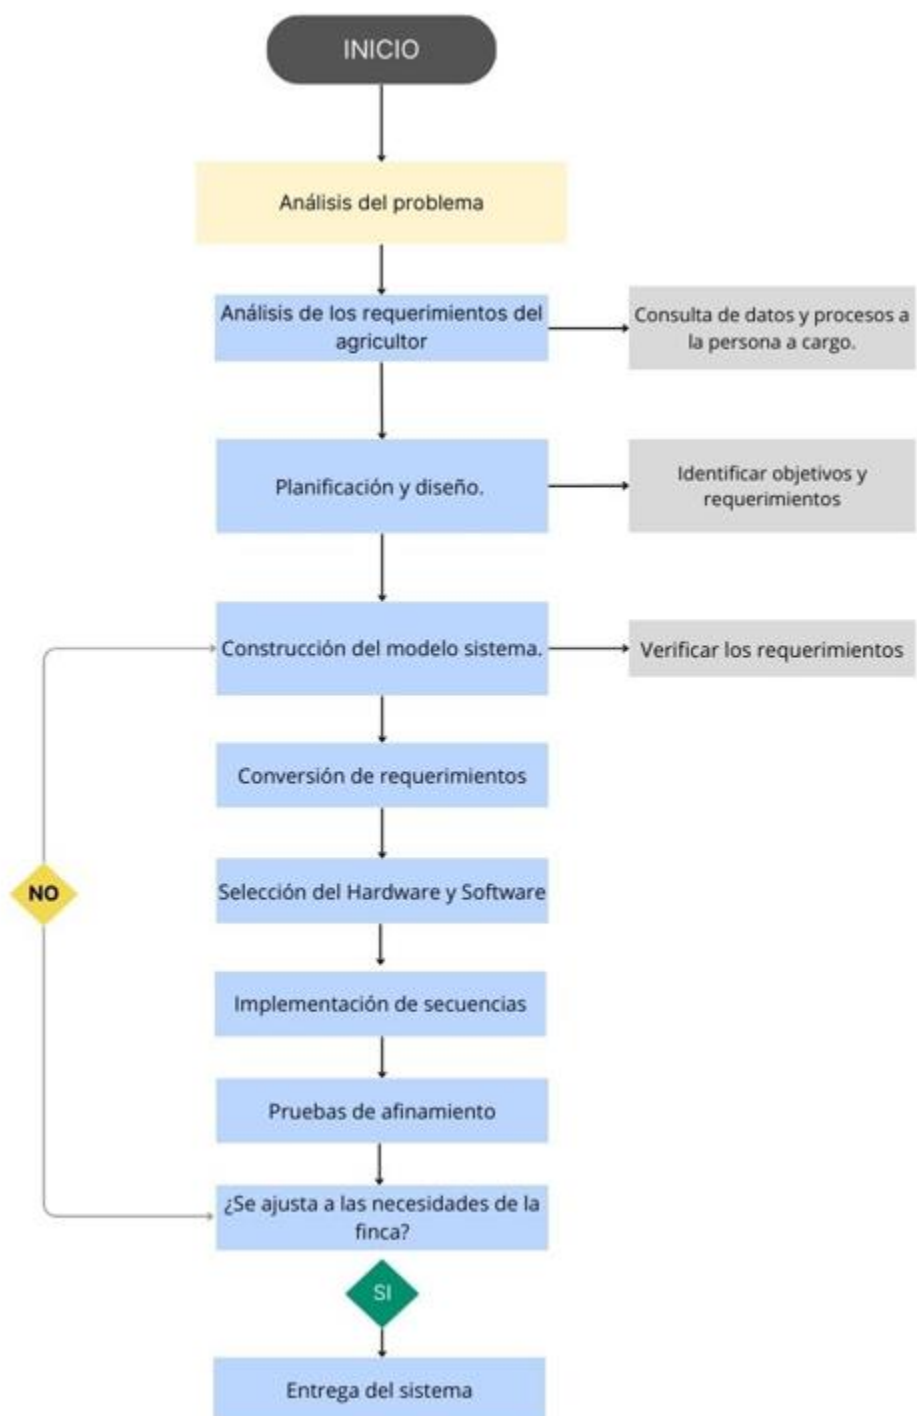 INICIO
Análisis del problema
Análisis de los requerimientos del
agricultor
Consulta de datos y procesos a
la persona a cargo.
Planificación y diseño.
Identificar objetivos y
requerimientos
Construcción del modelo sistema.
Verificar los requerimientos
Conversión de requerimientos
Selección del Hardware y Software
NO
Implementación de secuencias
Pruebas de afinamiento
¿Se ajusta a las necesidades de la
finca?
SI
Entrega del sistema